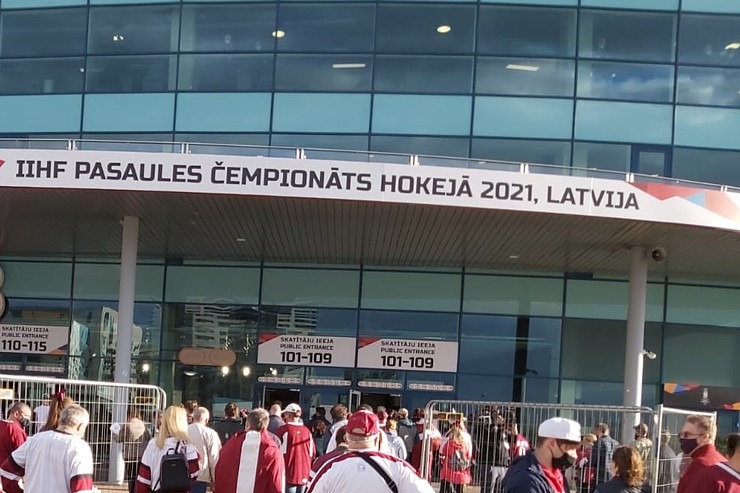 IIHF PASAULES ČEMPIONĀTS HOKEJĀ 2021, LATVIJA
SKATĪTĀJU IEEJA
PUBLIC ENTRANCE
110-115
SKATĪTĀJU IEEJA
PUBLIC ENTRANCE
101-109
SKATĪTĀJU IEEJA
PUBLIC ENTRANCE
101-109